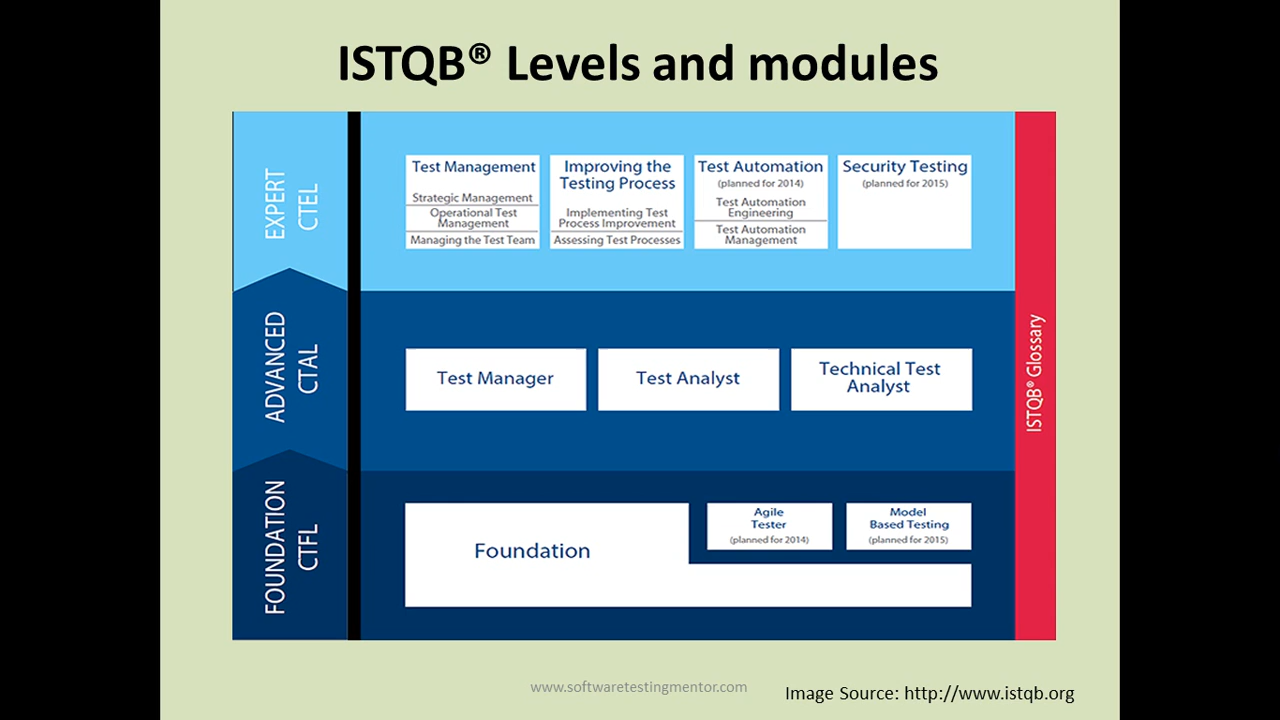 ISTQB® Levels and modules
EXPERT
CTEL
Test Management
Strategic Management
Operational Test
Management
Managing the Test Team
Improving the
Testing Process
Implementing Test
Process Improvement
Assessing Test Processes
Test Automation
(planned for 2014)
Test Automation
Engineering
Test Automation
Management
Security Testing
(planned for 2015)
ADVANCED
CTAL
Test Manager
Test Analyst
Technical Test
Analyst
FOUNDATION
CTFL
Foundation
Agile
Tester
(planned for 2014)
Model
Based Testing
(planned for 2015)
ISTQB® Glossary
www.softwaretestingmentor.com
Image Source: http://www.istqb.org